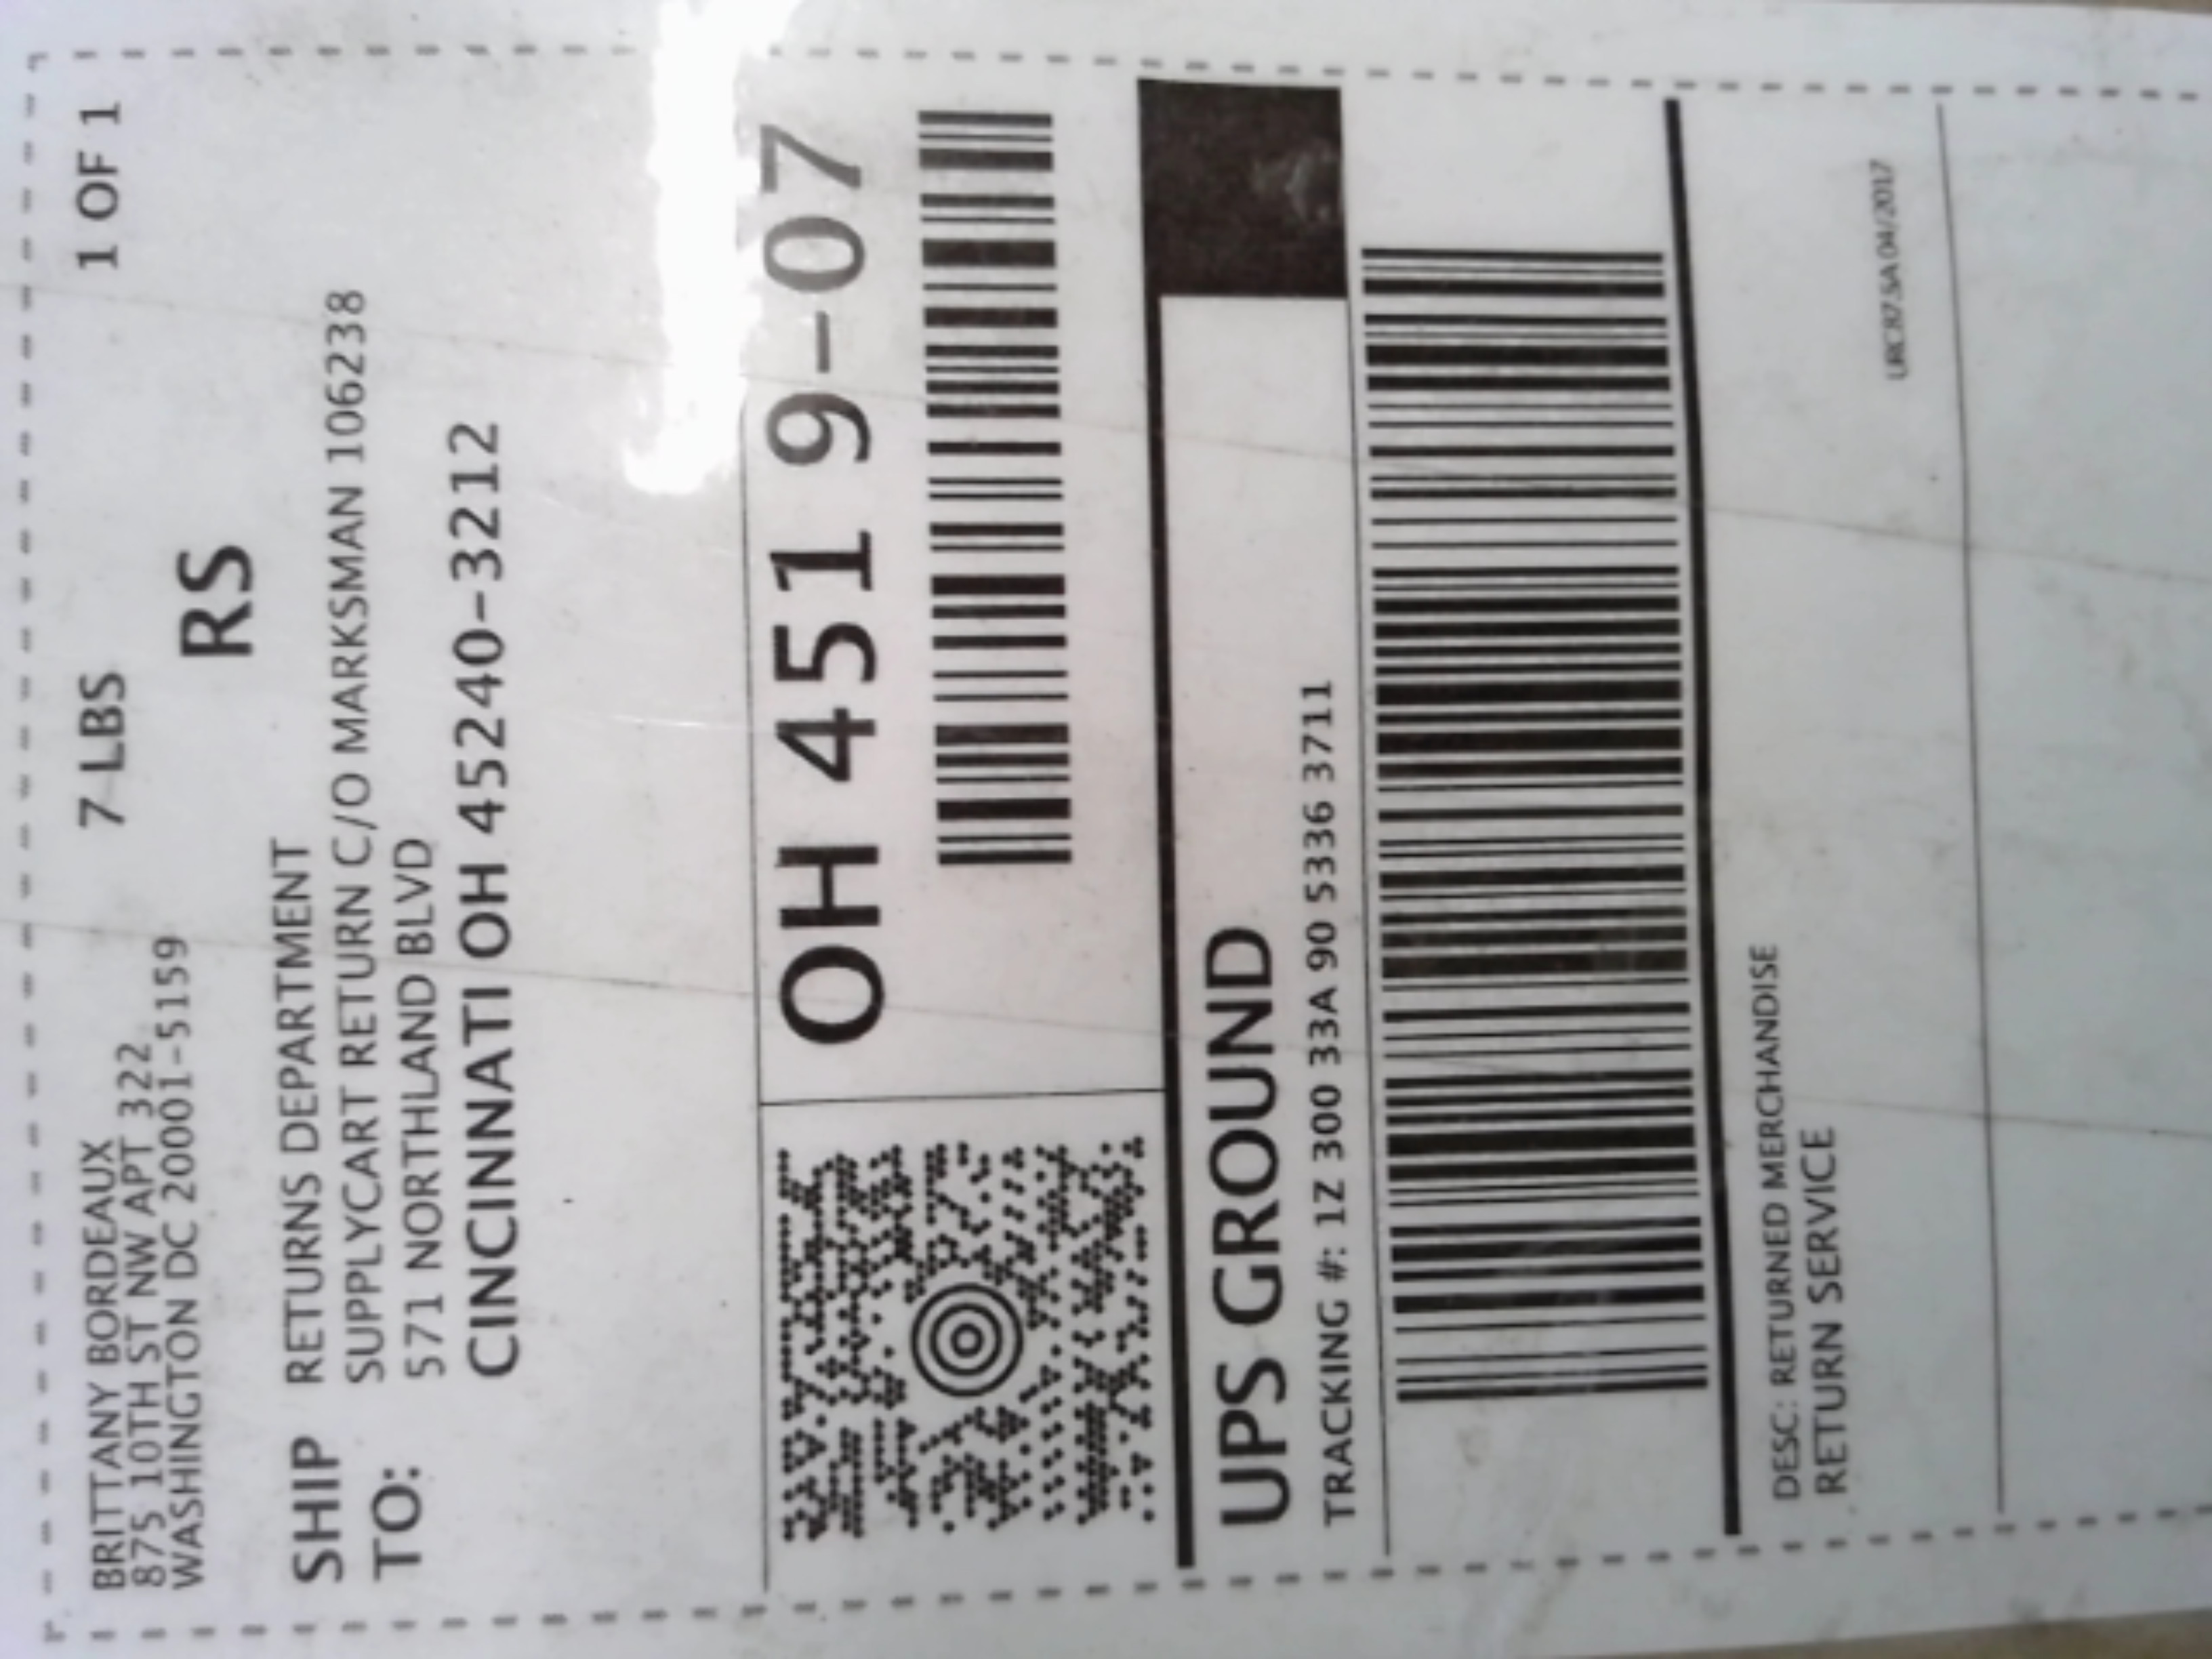 BRITTANY BORDEAUX
875 10TH ST NW APT 322
WASHINGTON DC 20001-5159
7 LBS
1 OF 1
RS
SHIP TO:
RETURNS DEPARTMENT
SUPPLYCART RETURN C/O MARKSMAN 106238
571 NORTHLAND BLVD
CINCINNATI OH 45240-3212
OH 451 9-07
UPS GROUND
TRACKING #: 1Z 300 33A 90 5336 3711
DESC: RETURNED MERCHANDISE
RETURN SERVICE
04/2017